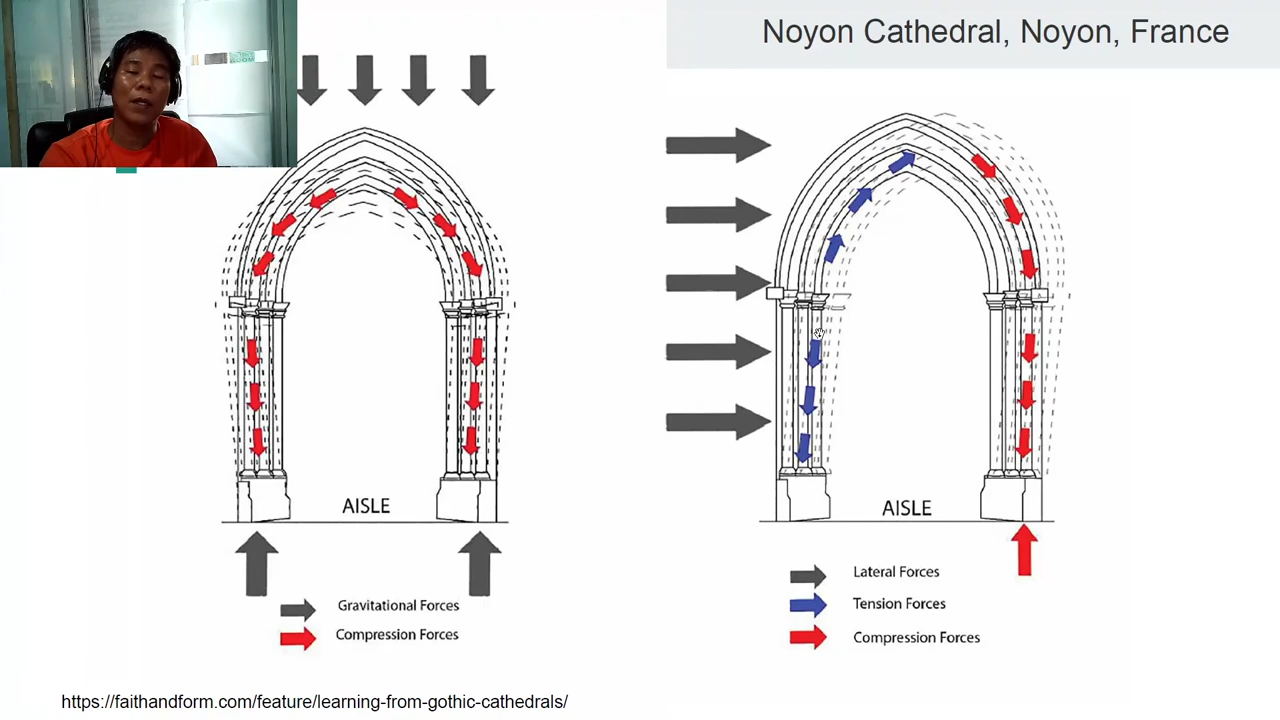 Noyon Cathedral, Noyon, France
AISLE
AISLE
Gravitational Forces
Compression Forces
Lateral Forces
Tension Forces
Compression Forces
https://faithandform.com/feature/learning-from-gothic-cathedrals/